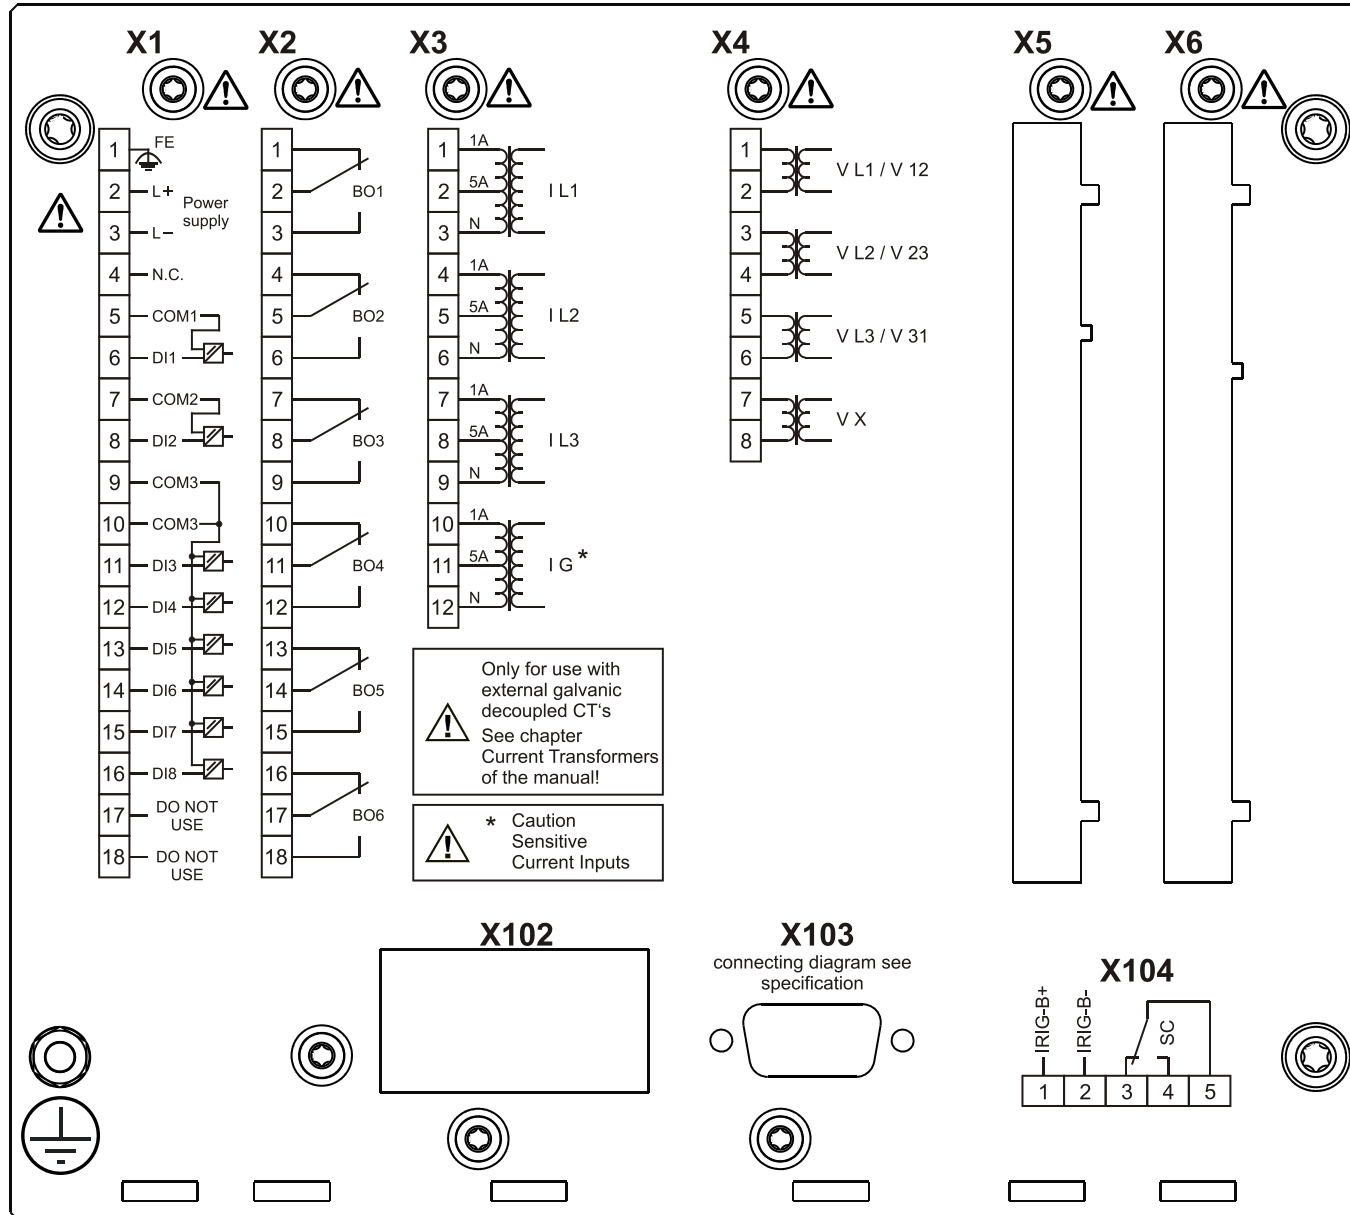 X1
X2
X3
X4
X5
X6
1 FE
2 L+
Power
supply
3 L−
4 N.C.
5 COM1
6 DI1
7 COM2
8 DI2
9 COM3
10 COM3
11 DI3
12 DI4
13 DI5
14 DI6
15 DI7
16 DI8
17 DO NOT
USE
18 DO NOT
USE
1
2 BO1
3
4
5 BO2
6
7
8 BO3
9
10
11 BO4
12
13
14 BO5
15
16
17 BO6
18
1 1A
2 5A I L1
3 N
4 1A
5 5A I L2
6 N
7 1A
8 5A I L3
9 N
10 1A
11 5A I G *
12 N
Only for use with
external galvanic
decoupled CT‘s
See chapter
Current Transformers
of the manual!
* Caution
Sensitive
Current Inputs
1
V L1 / V 12
2
3
V L2 / V 23
4
5
V L3 / V 31
6
7
V X
8
X102
X103
connecting diagram see
specification
X104
IRIG-B+
IRIG-B-
SC
1 2 3 4 5